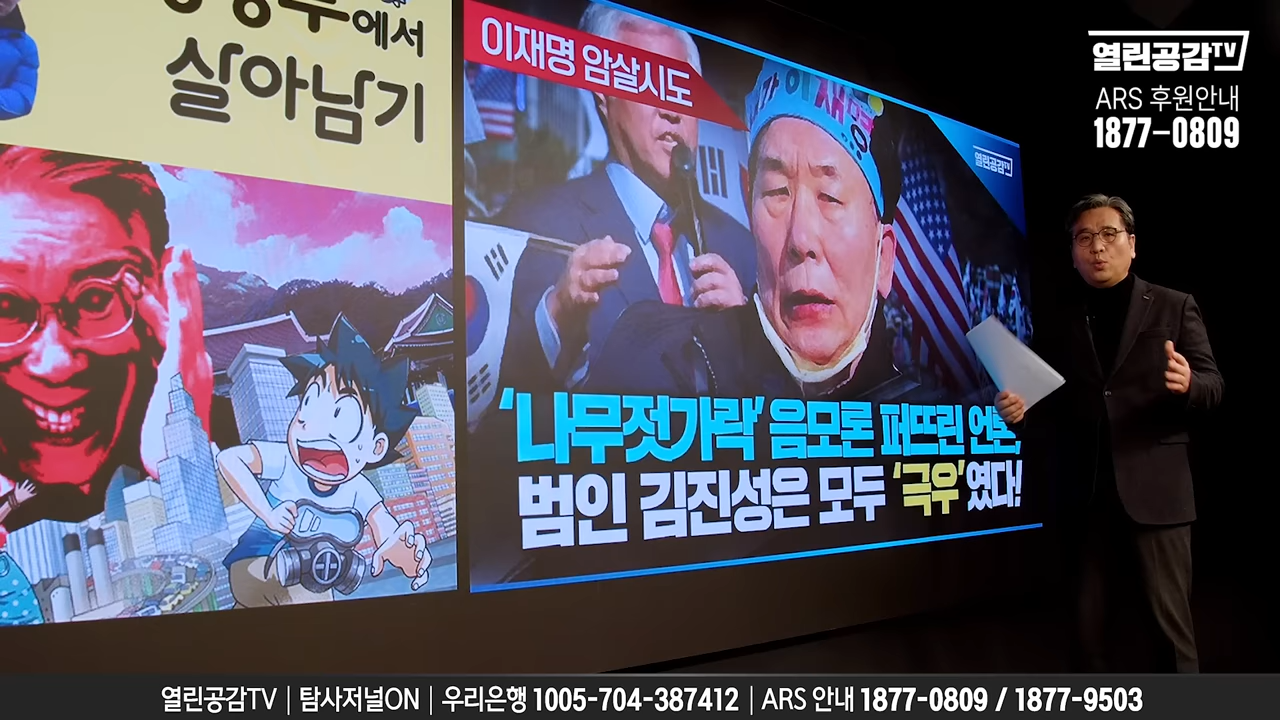 에서
살아남기
이재명 암살시도
열린공감TV
'나무젓가락' 음모론 퍼뜨린 언론,
범인 김진성은 모두 '극우'였다!
열린공감TV
ARS 후원안내
1877-0809
열린공감TV | 탐사저널ON | 우리은행 1005-704-387412 | ARS 안내 1877-0809 / 1877-9503